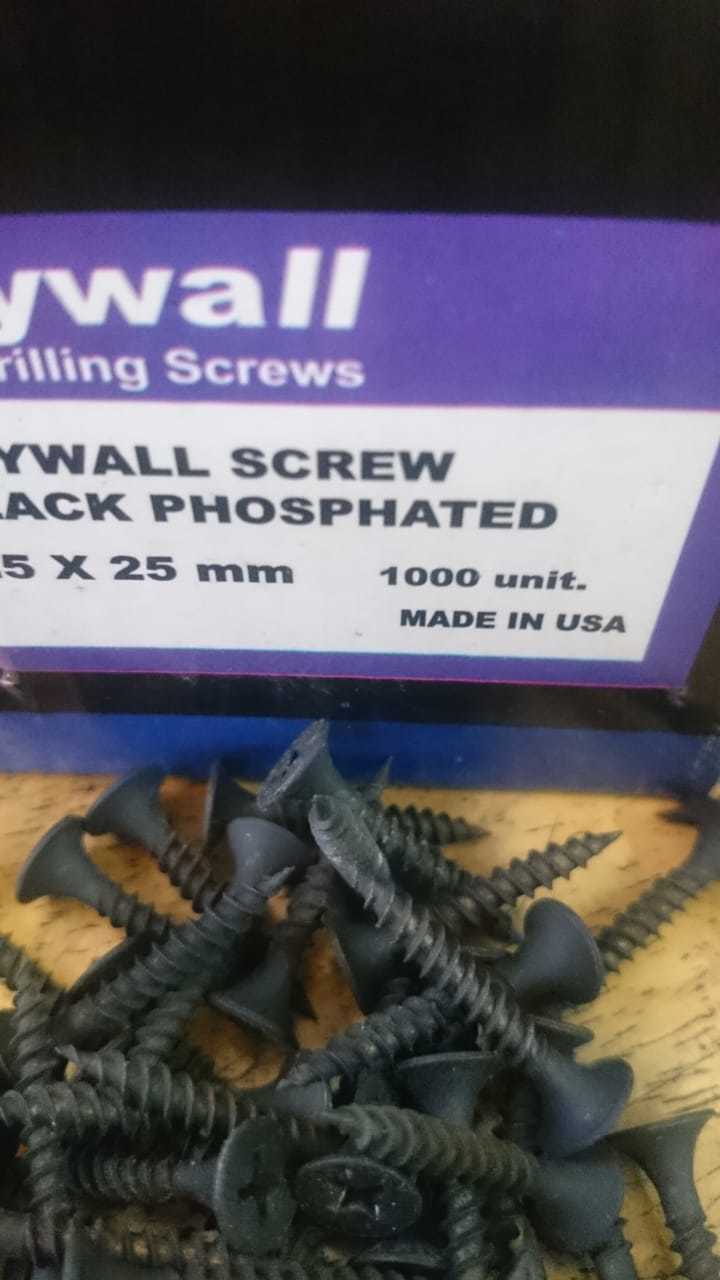 ywall
rilling Screws
YWALL SCREW
ACK PHOSPHATED
5 X 25 mm 1000 unit.
MADE IN USA